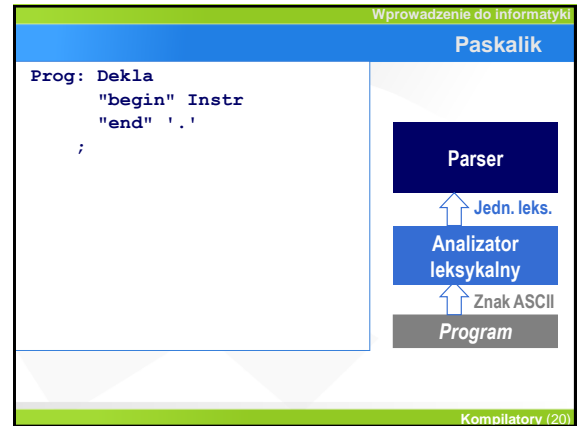 Wprowadzenie do informatyki
Paskalik
Prog: Dekla
"begin" Instr
"end" '.'
;
Parser
Jedn. leks.
Analizator
leksykalny
Znak ASCII
Program
Kompilatory (20)